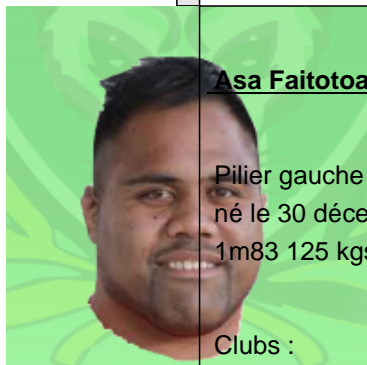 Asa Faitotoa
Pilier gauche
né le 30 déce
1m83 125 kgs
Clubs :